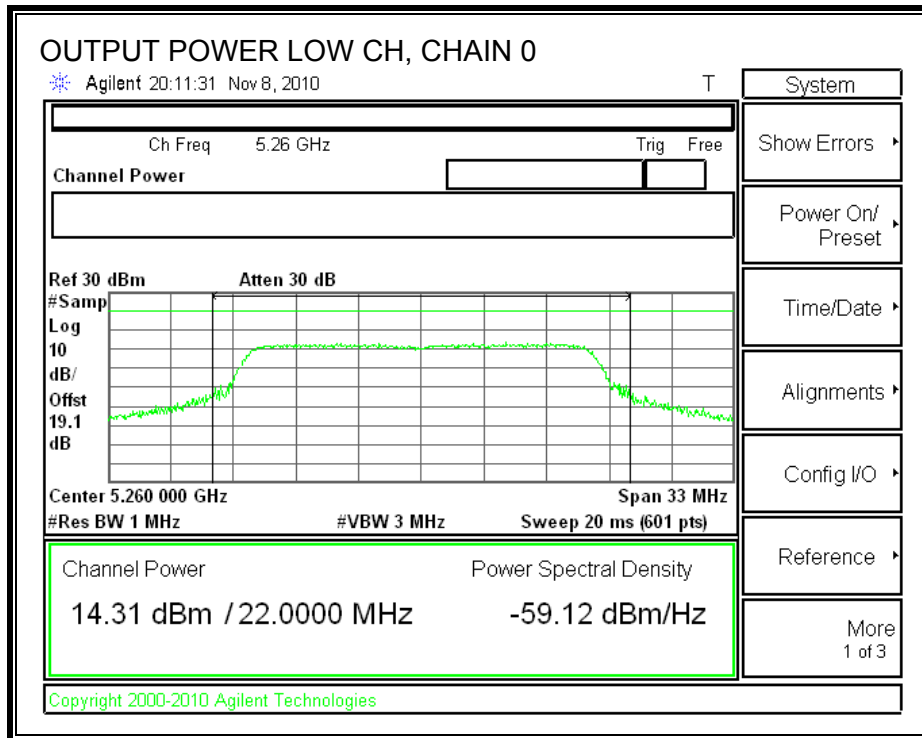 OUTPUT POWER LOW CH, CHAIN 0
Agilent 20:11:31 Nov 8, 2010 T
System
Ch Freq 5.26 GHz Trig Free
Channel Power
Show Errors
Power On/
Preset
Ref 30 dBm Atten 30 dB
#Samp
Log
10
dB/
Offst
19.1
dB
Time/Date
Alignments
Config I/O
Center 5.260 000 GHz Span 33 MHz
#Res BW 1 MHz #VBW 3 MHz Sweep 20 ms (601 pts)
Channel Power Power Spectral Density
14.31 dBm / 22.0000 MHz -59.12 dBm/Hz
Reference
More
1 of 3
Copyright 2000-2010 Agilent Technologies